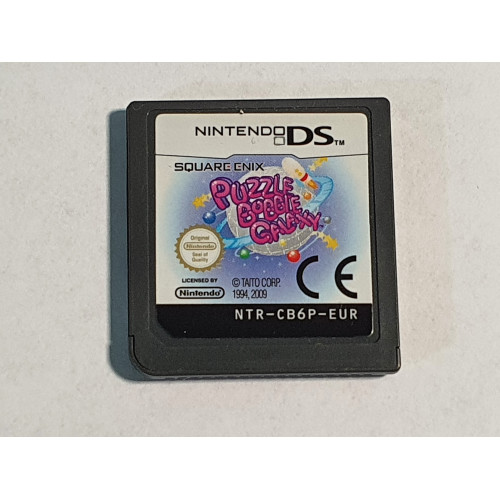 NINTENDO DS™
SQUARE ENIX
PUZZLE
BOBBLE
GALAXY
Original
Nintendo
Seal of
Quality
LICENSED BY
Nintendo
© TAITO CORP.
1994, 2009
CE
NTR-CB6P-EUR